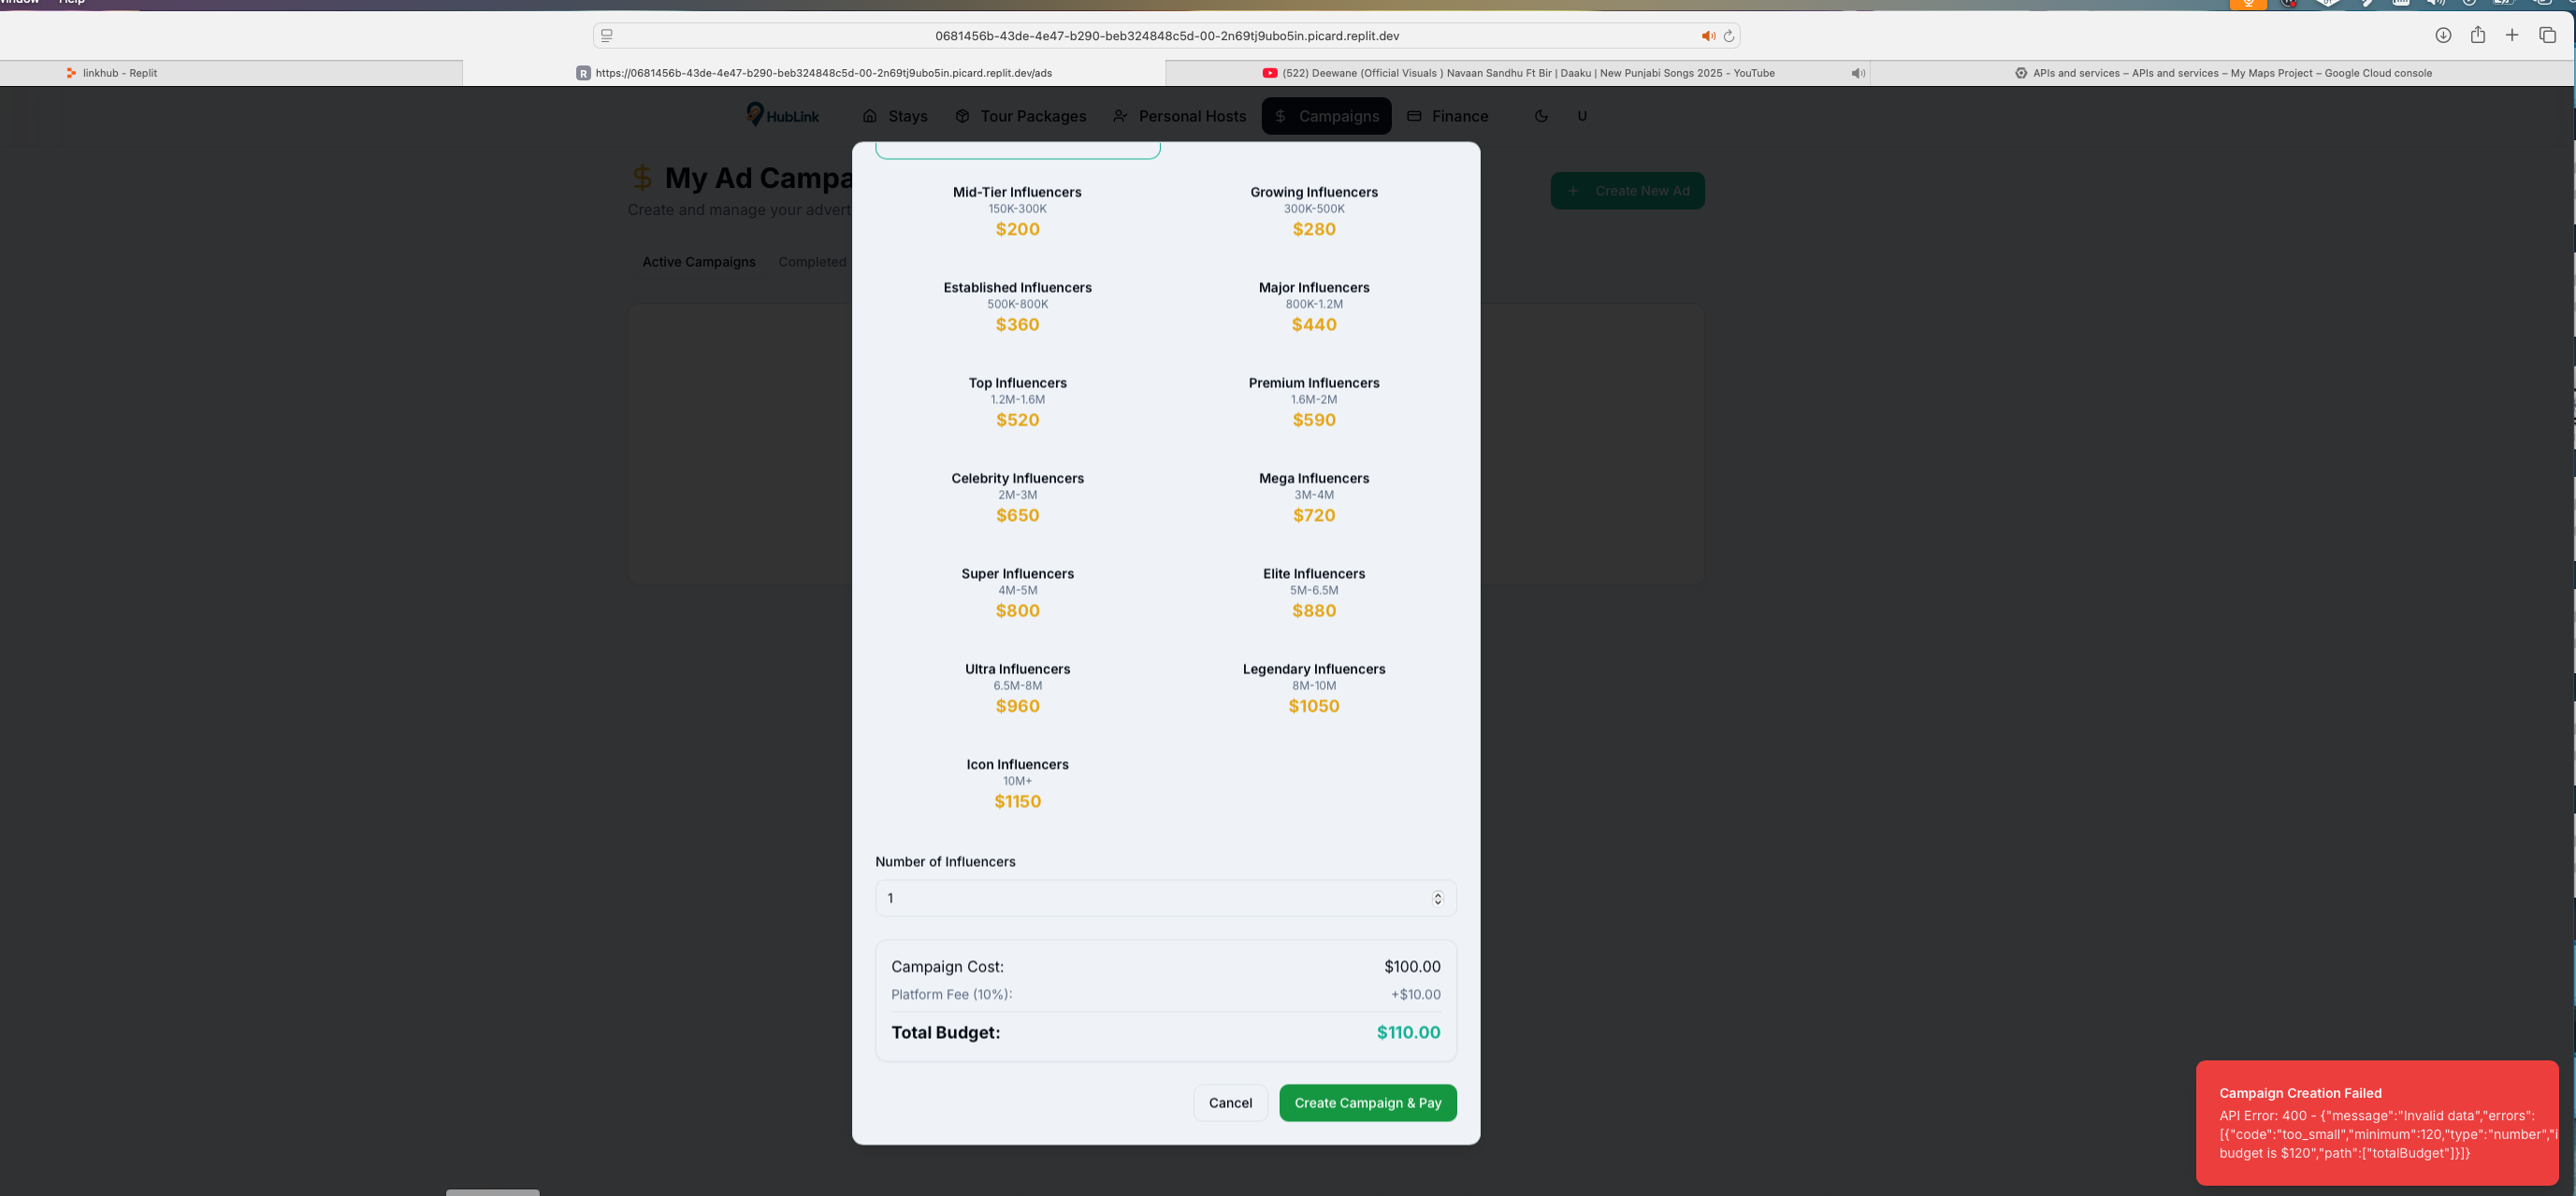 Help
0681456b-43de-4e47-b290-beb324848c5d-00-2n69tj9ubo5in.picard.replit.dev
linkhub - Replit
R https://0681456b-43de-4e47-b290-beb324848c5d-00-2n69tj9ubo5in.picard.replit.dev/ads
(522) Deewane (Official Visuals ) Navaan Sandhu Ft Bir | Daaku | New Punjabi Songs 2025 - YouTube
APIs and services – APIs and services – My Maps Project – Google Cloud console
HubLink
Stays
Tour Packages
Personal Hosts
Campaigns
Finance
U
$ My Ad Campa
Create and manage your advert
Create New Ad
Active Campaigns
Completed
Mid-Tier Influencers
150K-300K
$200
Growing Influencers
300K-500K
$280
Established Influencers
500K-800K
$360
Major Influencers
800K-1.2M
$440
Top Influencers
1.2M-1.6M
$520
Premium Influencers
1.6M-2M
$590
Celebrity Influencers
2M-3M
$650
Mega Influencers
3M-4M
$720
Super Influencers
4M-5M
$800
Elite Influencers
5M-6.5M
$880
Ultra Influencers
6.5M-8M
$960
Legendary Influencers
8M-10M
$1050
Icon Influencers
10M+
$1150
Number of Influencers
1
Campaign Cost: $100.00
Platform Fee (10%): +$10.00
Total Budget: $110.00
Cancel
Create Campaign & Pay
Campaign Creation Failed
API Error: 400 - {"message":"Invalid data","errors":
[{"code":"too_small","minimum":120,"type":"number","i
budget is $120","path":["totalBudget"]}]}